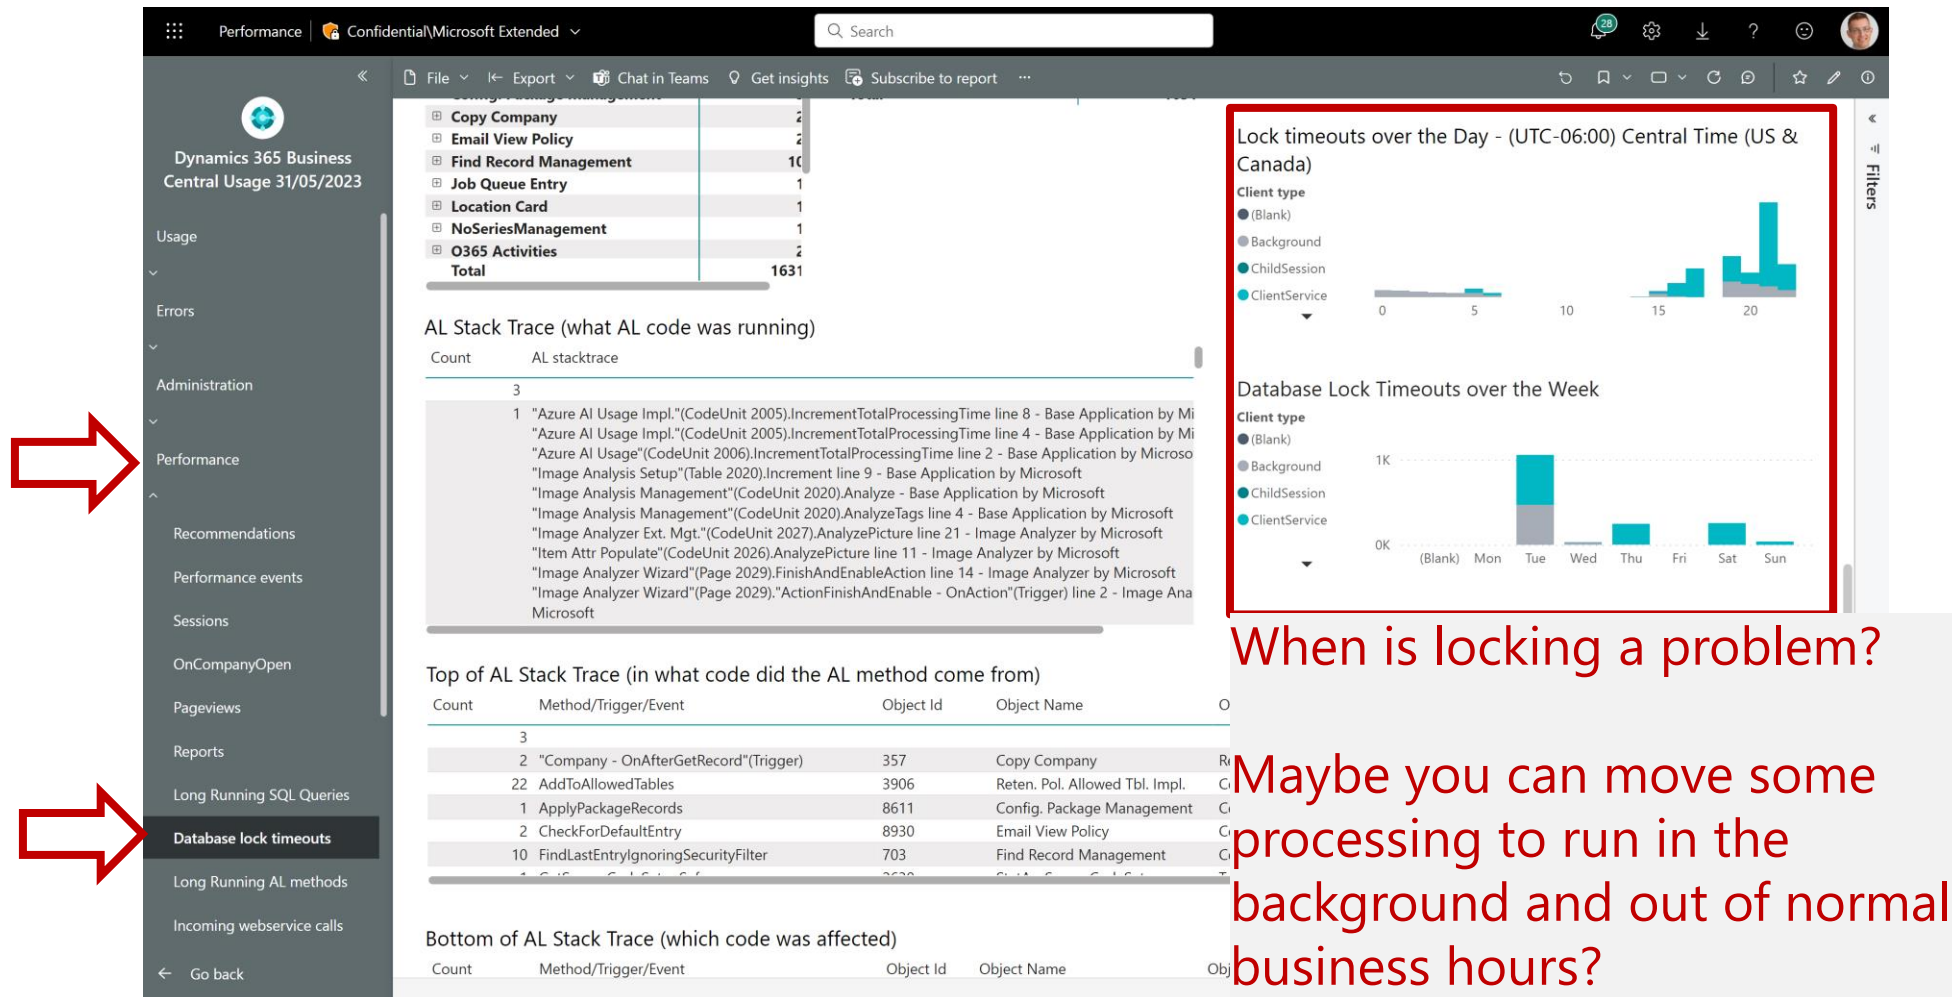 Performance
Confidential\Microsoft Extended
Search
28
File
Export
Chat in Teams
Get insights
Subscribe to report
Dynamics 365 Business
Central Usage 31/05/2023
Usage
Errors
Administration
Performance
Recommendations
Performance events
Sessions
OnCompanyOpen
Pageviews
Reports
Long Running SQL Queries
Database lock timeouts
Long Running AL methods
Incoming webservice calls
Go back
Copy Company 2
Email View Policy 2
Find Record Management 10
Job Queue Entry 1
Location Card 1
NoSeriesManagement 1
O365 Activities 2
Total 1631
AL Stack Trace (what AL code was running)
Count AL stacktrace
3
1 "Azure AI Usage Impl."(CodeUnit 2005).IncrementTotalProcessingTime line 8 - Base Application by Mi
"Azure AI Usage Impl."(CodeUnit 2005).IncrementTotalProcessingTime line 4 - Base Application by Mi
"Azure AI Usage"(CodeUnit 2006).IncrementTotalProcessingTime line 2 - Base Application by Microso
"Image Analysis Setup"(Table 2020).Increment line 9 - Base Application by Microsoft
"Image Analysis Management"(CodeUnit 2020).Analyze - Base Application by Microsoft
"Image Analysis Management"(CodeUnit 2020).AnalyzeTags line 4 - Base Application by Microsoft
"Image Analyzer Ext. Mgt."(CodeUnit 2027).AnalyzePicture line 21 - Image Analyzer by Microsoft
"Item Attr Populate"(CodeUnit 2026).AnalyzePicture line 11 - Image Analyzer by Microsoft
"Image Analyzer Wizard"(Page 2029).FinishAndEnableAction line 14 - Image Analyzer by Microsoft
"Image Analyzer Wizard"(Page 2029)."ActionFinishAndEnable - OnAction"(Trigger) line 2 - Image Ana
Microsoft
Top of AL Stack Trace (in what code did the AL method come from)
Count Method/Trigger/Event Object Id Object Name O
3
2 "Company - OnAfterGetRecord"(Trigger) 357 Copy Company Re
22 AddToAllowedTables 3906 Reten. Pol. Allowed Tbl. Impl.
1 ApplyPackageRecords 8611 Config. Package Management
2 CheckForDefaultEntry 8930 Email View Policy
10 FindLastEntryIgnoringSecurityFilter 703 Find Record Management
Bottom of AL Stack Trace (which code was affected)
Count Method/Trigger/Event Object Id Object Name Obj
Lock timeouts over the Day - (UTC-06:00) Central Time (US &
Canada)
Client type
(Blank)
Background
ChildSession
ClientService
0 5 10 15 20
Database Lock Timeouts over the Week
Client type
(Blank)
Background
ChildSession
ClientService
1K
0K
(Blank) Mon Tue Wed Thu Fri Sat Sun
Filters
When is locking a problem?
Maybe you can move some
processing to run in the
background and out of normal
business hours?